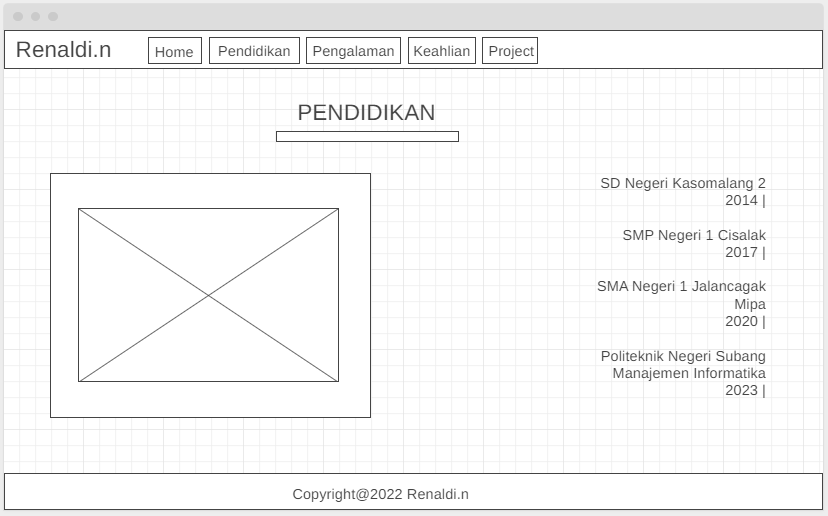 Renaldi.n
Home
Pendidikan
Pengalaman
Keahlian
Project
PENDIDIKAN
SD Negeri Kasomalang 2
2014 |
SMP Negeri 1 Cisalak
2017 |
SMA Negeri 1 Jalancagak
Mipa
2020 |
Politeknik Negeri Subang
Manajemen Informatika
2023 |
Copyright@2022 Renaldi.n